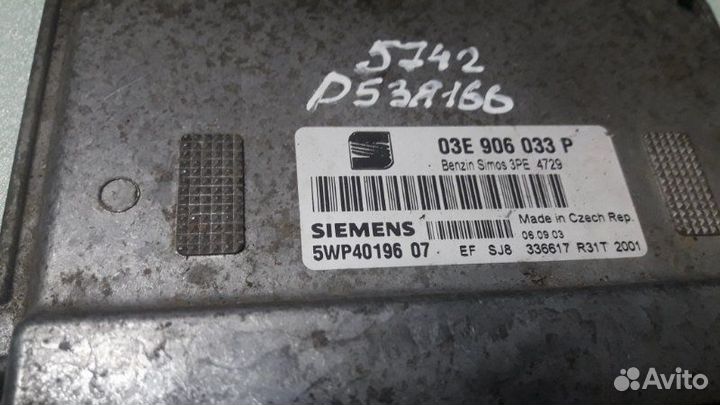 5742
D53A166
03E 906 033 P
Benzin Simos 3PE 4729
SIEMENS
Made in Czech Rep.
06.09.03
5WP40196 07 EF SJ8 336617 R31T 2001
Avito